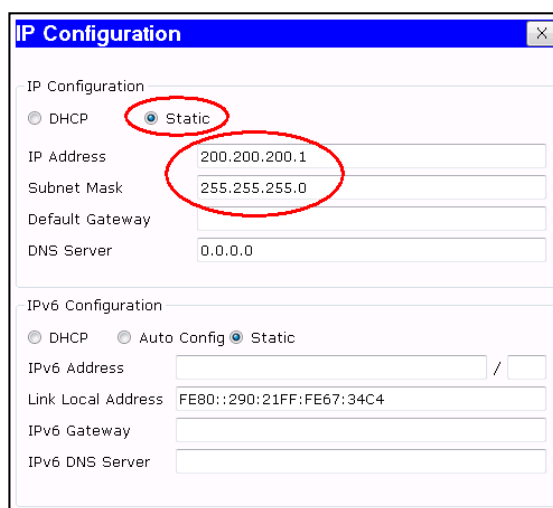 IP Configuration
IP Configuration
DHCP Static
IP Address 200.200.200.1
Subnet Mask 255.255.255.0
Default Gateway
DNS Server 0.0.0.0
IPv6 Configuration
DHCP Auto Config Static
IPv6 Address /
Link Local Address FE80::290:21FF:FE67:34C4
IPv6 Gateway
IPv6 DNS Server